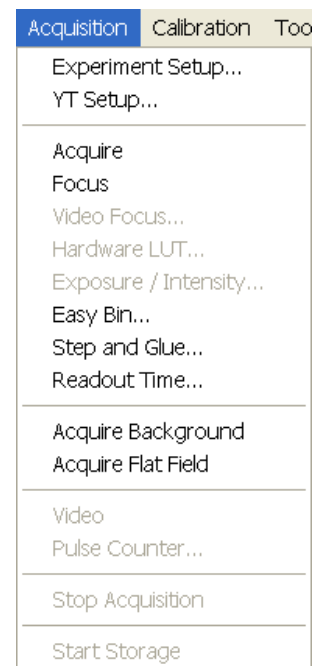 Acquisition Calibration Too
Experiment Setup...
YT Setup...
Acquire
Focus
Video Focus...
Hardware LUT...
Exposure / Intensity...
Easy Bin...
Step and Glue...
Readout Time...
Acquire Background
Acquire Flat Field
Video
Pulse Counter...
Stop Acquisition
Start Storage